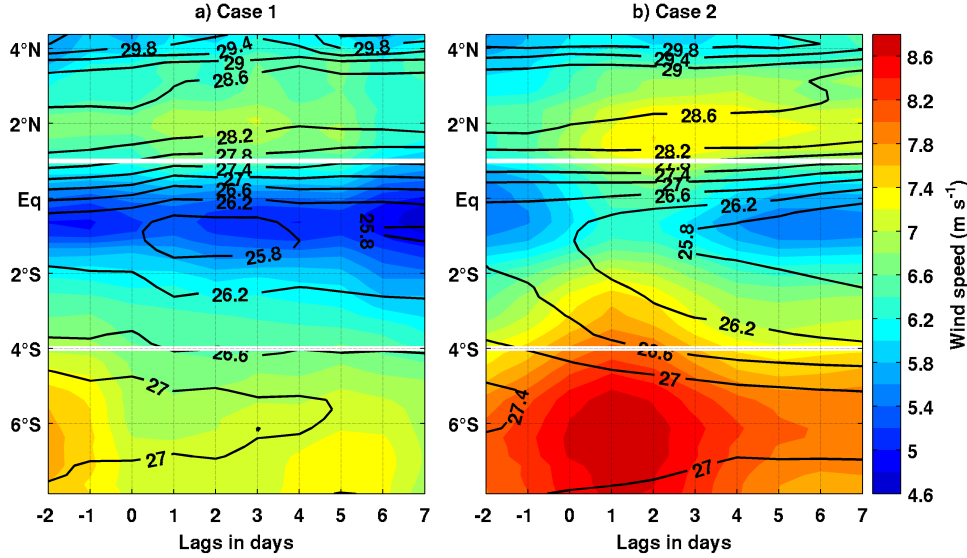 a) Case 1
b) Case 2
4°N
2°N
Eq
2°S
4°S
6°S
29.8
29.4
29.8
29
28.6
28.2
27.8
27.4
27
26.6
26.2
25.8
25.8
26.2
26.6
27
27
-2 -1 0 1 2 3 4 5 6 7
Lags in days
4°N
2°N
Eq
2°S
4°S
6°S
29.8
29.4
29
28.6
28.2
27.8
27.4
27
26.6
26.2
25.8
26.2
26.6
27
27.4
27
-2 -1 0 1 2 3 4 5 6 7
Lags in days
8.6
8.2
7.8
7.4
7
6.6
6.2
5.8
5.4
5
4.6
Wind speed (m s⁻¹)